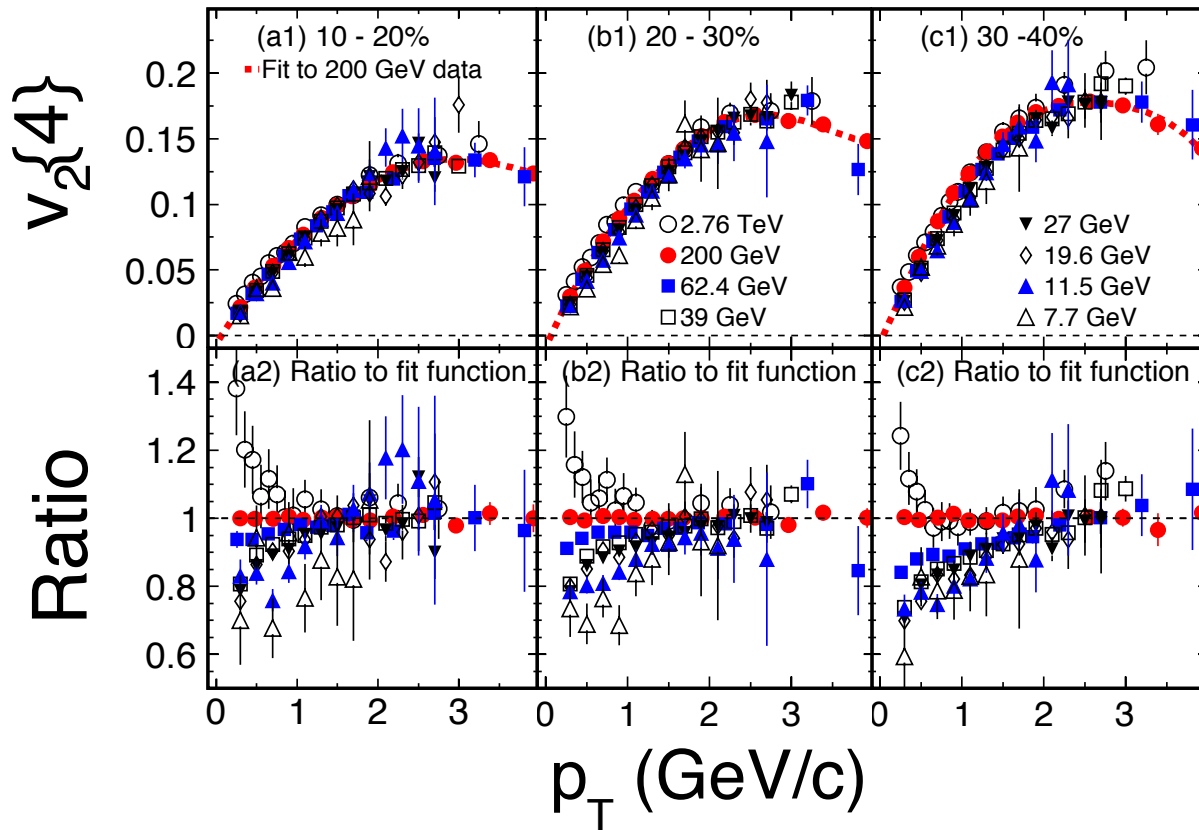 (a1) 10 - 20%
Fit to 200 GeV data
(b1) 20 - 30%
(c1) 30 -40%
v2{4}
0.2
0.15
0.1
0.05
0
2.76 TeV
200 GeV
62.4 GeV
39 GeV
27 GeV
19.6 GeV
11.5 GeV
7.7 GeV
(a2) Ratio to fit function
(b2) Ratio to fit function
(c2) Ratio to fit function
Ratio
1.4
1.2
1
0.8
0.6
0 1 2 3 0 1 2 3 0 1 2 3
pT (GeV/c)